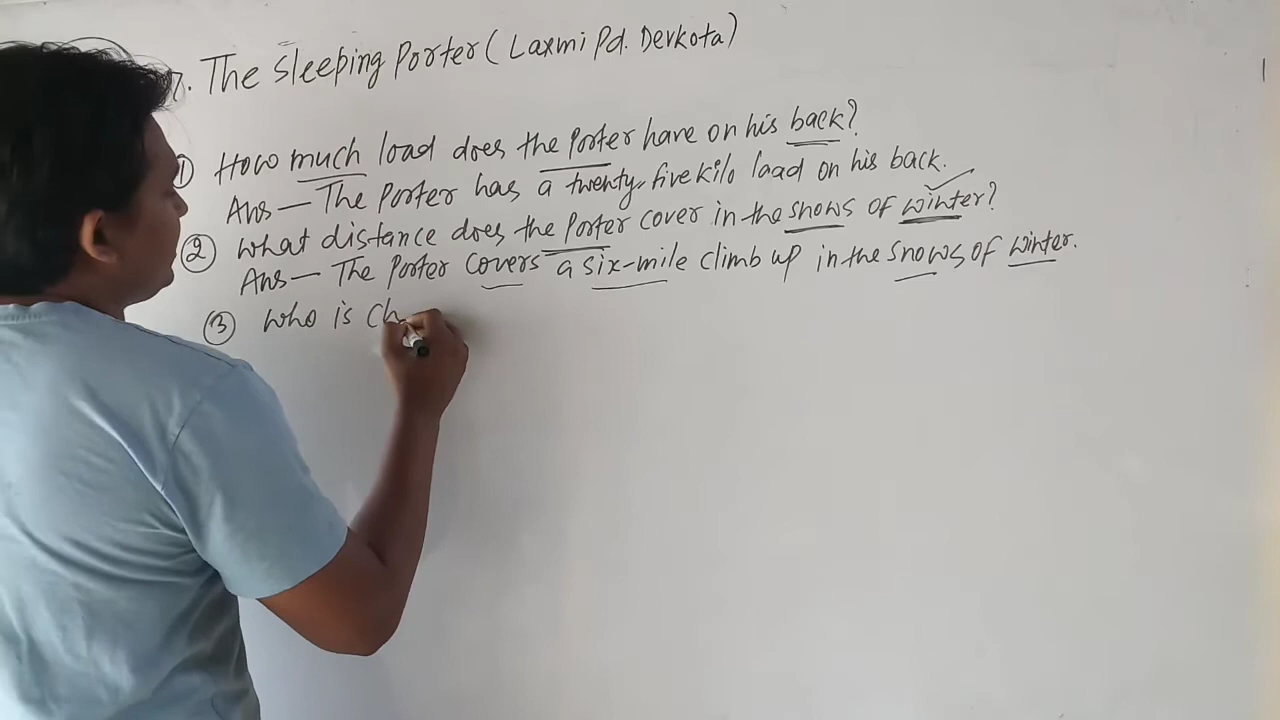 7. The Sleeping Porter (Laxmi Pd. Devkota)
① How much load does the Porter have on his back?
Ans — The Porter has a twenty-five kilo load on his back.
② What distance does the Porter cover in the snows of winter?
Ans — The Porter covers a six-mile climb up in the snows of winter.
③ Who is Ch